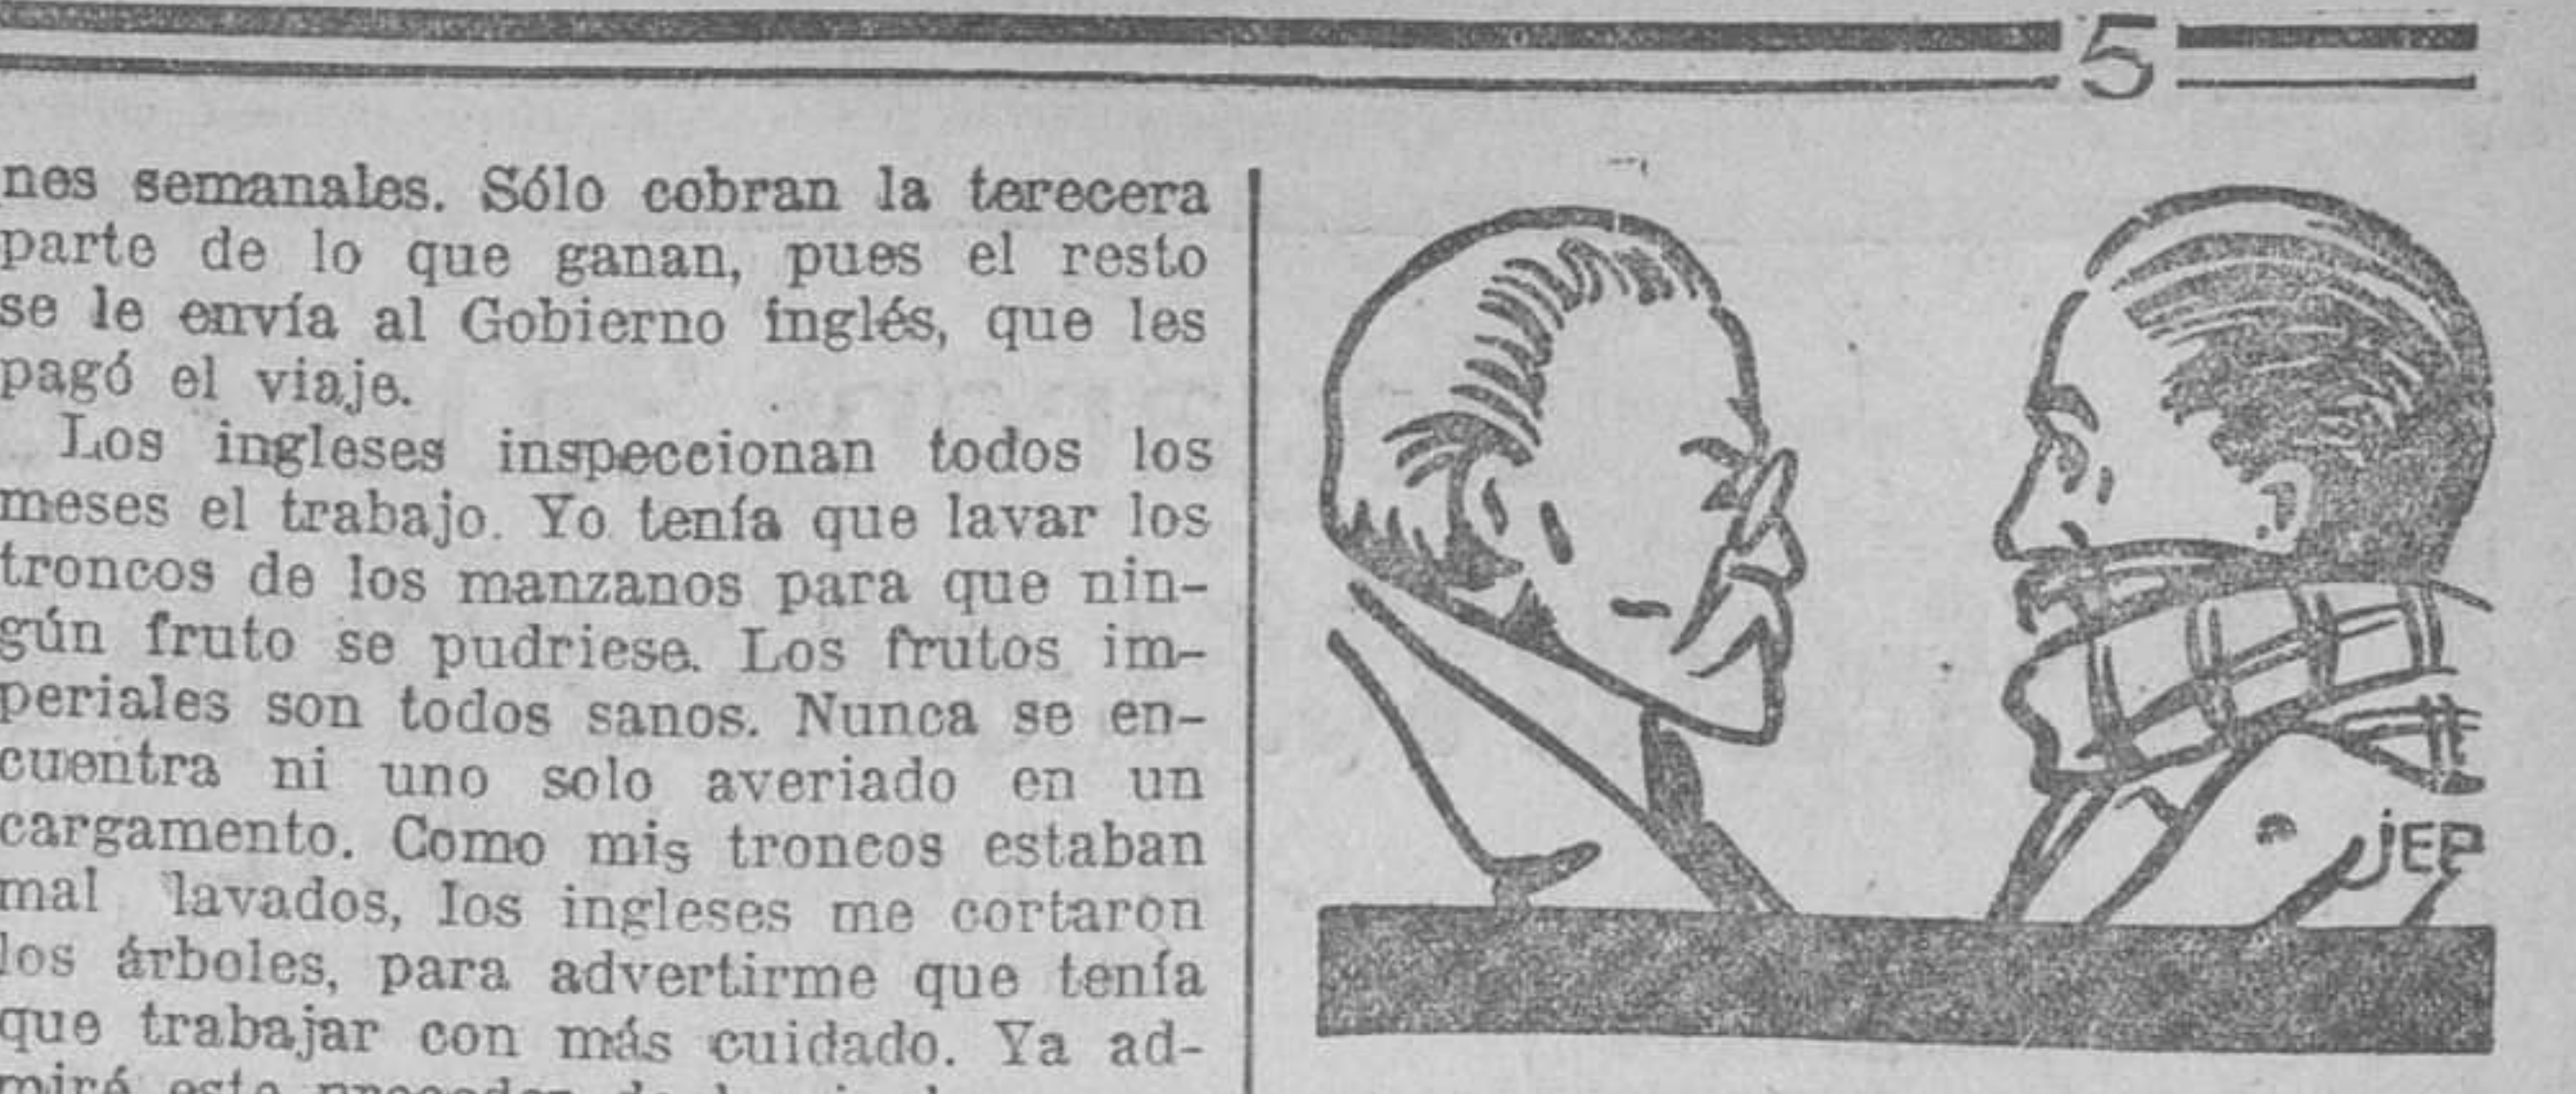 5
nes semanales. Sólo cobran la terecera
parte de lo que ganan, pues el resto
se le envía al Gobierno inglés, que les
pagó el viaje.
Los ingleses inspeccionan todos los
meses el trabajo. Yo tenía que lavar los
troncos de los manzanos para que nin-
gún fruto se pudriese. Los frutos im-
periales son todos sanos. Nunca se en-
cuentra ni uno solo averiado en un
cargamento. Como mis troncos estaban
mal lavados, los ingleses me cortaron
los árboles, para advertirme que tenía
que trabajar con más cuidado. Ya ad-
miré este proceder
jEP